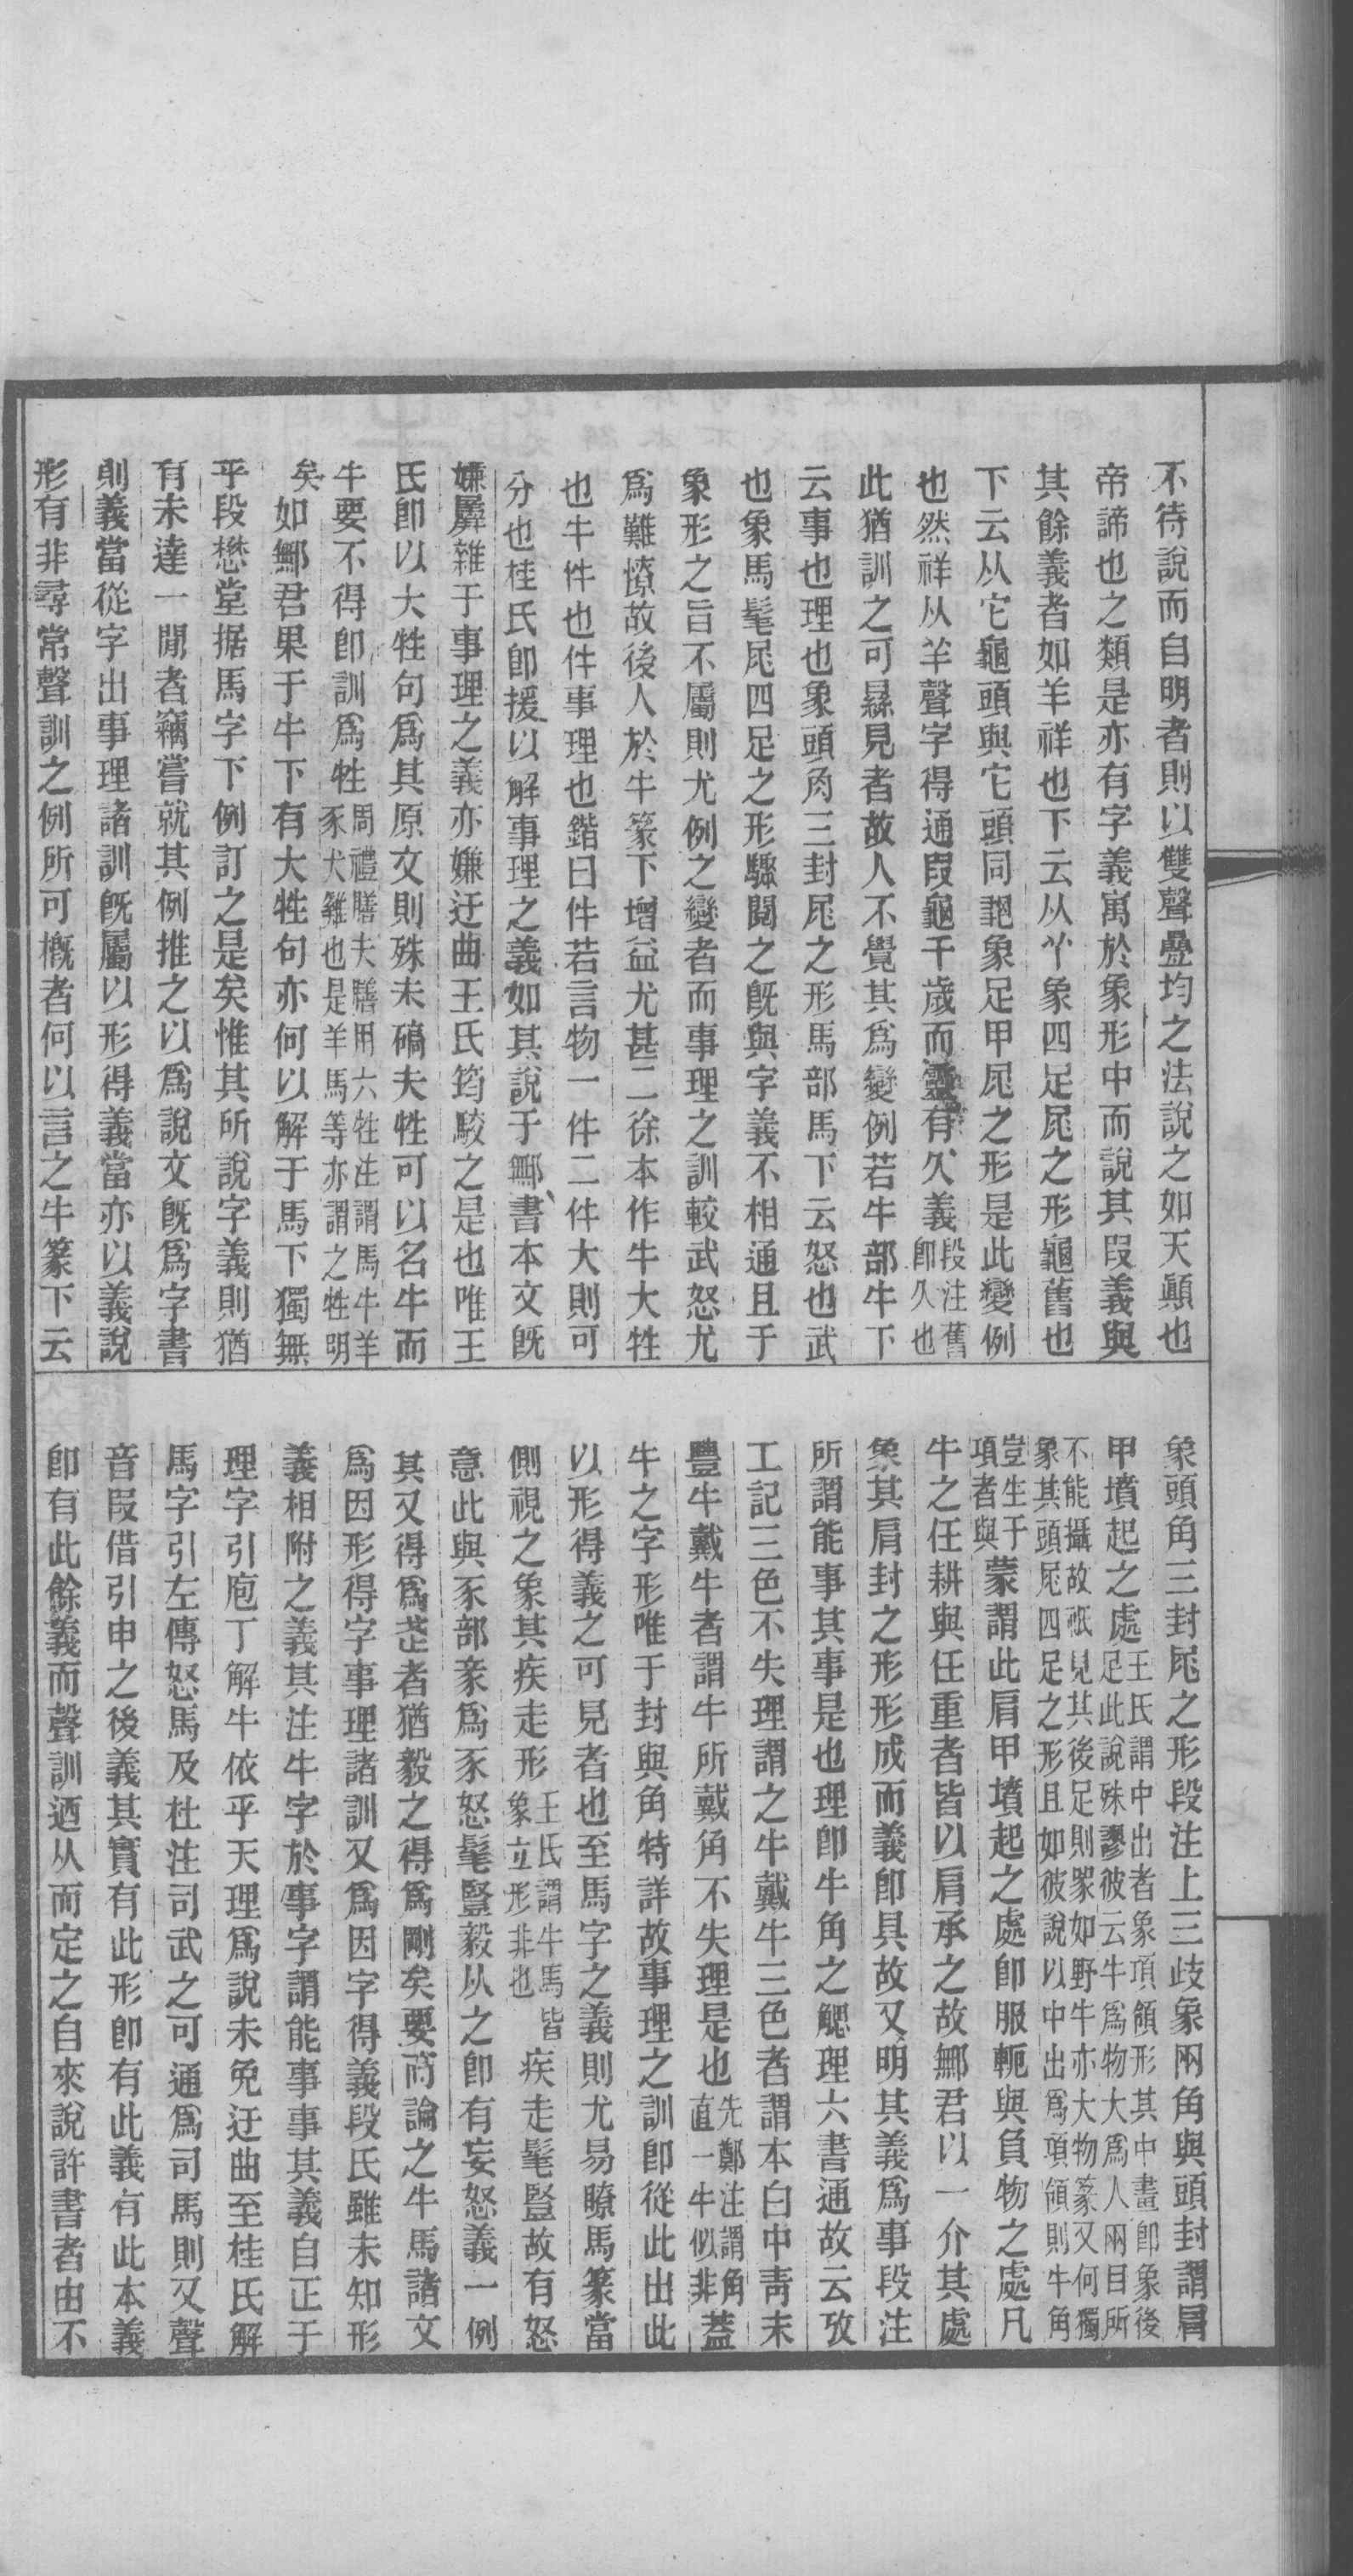 不待說而自明者則以雙聲疊均之法說之如天顛也
帝諦也之類是亦有字義寓於象形中而說其叚義與
其餘義者如羊祥也下云从𠁥象四足𡰪之形龜舊也
下云从它龜頭與它頭同𪓰象足甲𡰪之形是此變例
也然祥从羊聲字得通叚龜千歲而靈有久義段注舊即久也
此猶訓之可㬎見者故人不覺其爲變例若牛部牛下
云事也理也象頭角三封𡰪之形馬部馬下云怒也武
也象馬髦𡰪四足之形驟閱之旣與字義不相通且于
象形之旨不屬則尤例之變者而事理之訓較武怒尤
爲難憭故後人於牛篆下增益尤甚二徐本作牛大牲
也牛件也件事理也鍇曰件若言物一件二件大則可
分也桂氏卽援以解事理之義如其說于鄦書本文旣
嫌羼雜于事理之義亦嫌迂曲王氏筠駮之是也唯王
氏卽以大牲句爲其原文則殊未碻夫牲可以名牛而
牛要不得卽訓爲牲周禮膳夫膳用六牲注謂馬牛羊豕犬雞也是羊馬等亦謂之牲明
矣如鄦君果于牛下有大牲句亦何以解于馬下獨無
乎段懋堂据馬字下例訂之是矣惟其所說字義則猶
有未達一閒者竊嘗就其例推之以爲說文旣爲字書
則義當從字出事理諸訓旣屬以形得義當亦以義說
形有非尋常聲訓之例所可槪者何以言之牛篆下云
象頭角三封𡰪之形段注上三歧象兩角與頭封謂肩
甲墳起之處王氏謂中出者象項領形其中畫卽象後足此說殊謬彼云牛爲物大爲人兩目所
不能攝故祇見其後足則羆如野牛亦大物篆又何獨象其頭𡰪四足之形且如彼說以中出爲項領則牛角
豈生于項者與蒙謂此肩甲墳起之處卽服軛與負物之處凡
牛之任耕與任重者皆以肩承之故鄦君以一介其處
象其肩封之形形成而義卽具故又明其義爲事段注
所謂能事其事是也理卽牛角之䚡理六書通故云攷
工記三色不失理謂之牛戴牛三色者謂本白中靑末
豐牛戴牛者謂牛所戴角不失理是也先鄭注謂角直一牛似非蓋
牛之字形唯于封與角特詳故事理之訓卽從此出此
以形得義之可見者也至馬字之義則尤易瞭馬篆當
側視之象其疾走形王氏謂牛馬皆象立形非也疾走髦豎故有怒
意此與豕部㣇爲豕怒髦豎毅从之卽有妄怒義一例
其又得爲武者猶毅之得爲剛矣要而論之牛馬諸文
爲因形得字事理諸訓又爲因字得義段氏雖未知形
義相附之義其注牛字於事字謂能事事其義自正于
理字引庖丁解牛依乎天理爲說未免迂曲至桂氏解
馬字引左傳怒馬及杜注司武之可通爲司馬則又聲
音叚借引申之後義其實有此形卽有此義有此本義
卽有此餘義而聲訓迺从而定之自來說許書者由不